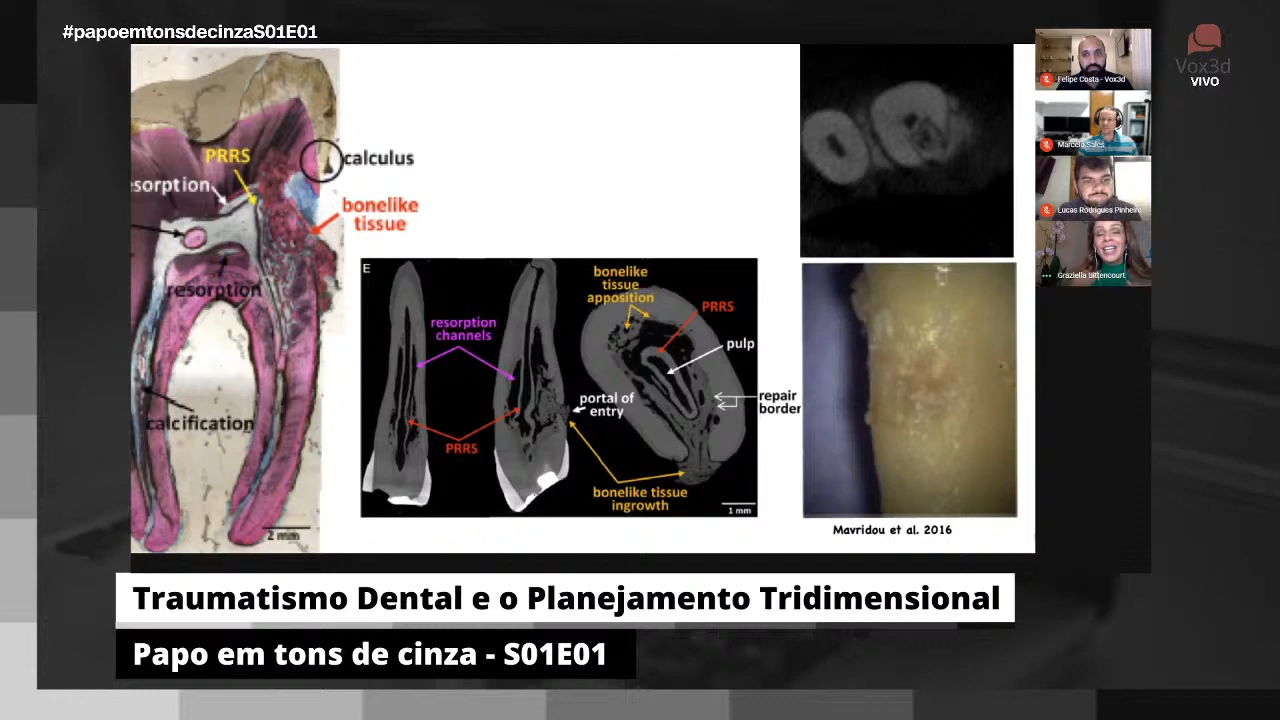 #papoemtonsdecinzaS01E01
Vox3d
VIVO
Felipe Costa - Vox3d
Marcelo Sales
Lucas Rodrigues Pinheiro
Graziella Bittencourt
PRRS
calculus
esorption
bonelike
tissue
resorption
calcification
2 mm
E
resorption
channels
PRRS
bonelike
tissue
apposition
PRRS
pulp
portal of
entry
repair
border
bonelike tissue
ingrowth
1 mm
Mavridou et al. 2016
Traumatismo Dental e o Planejamento Tridimensional
Papo em tons de cinza - S01E01